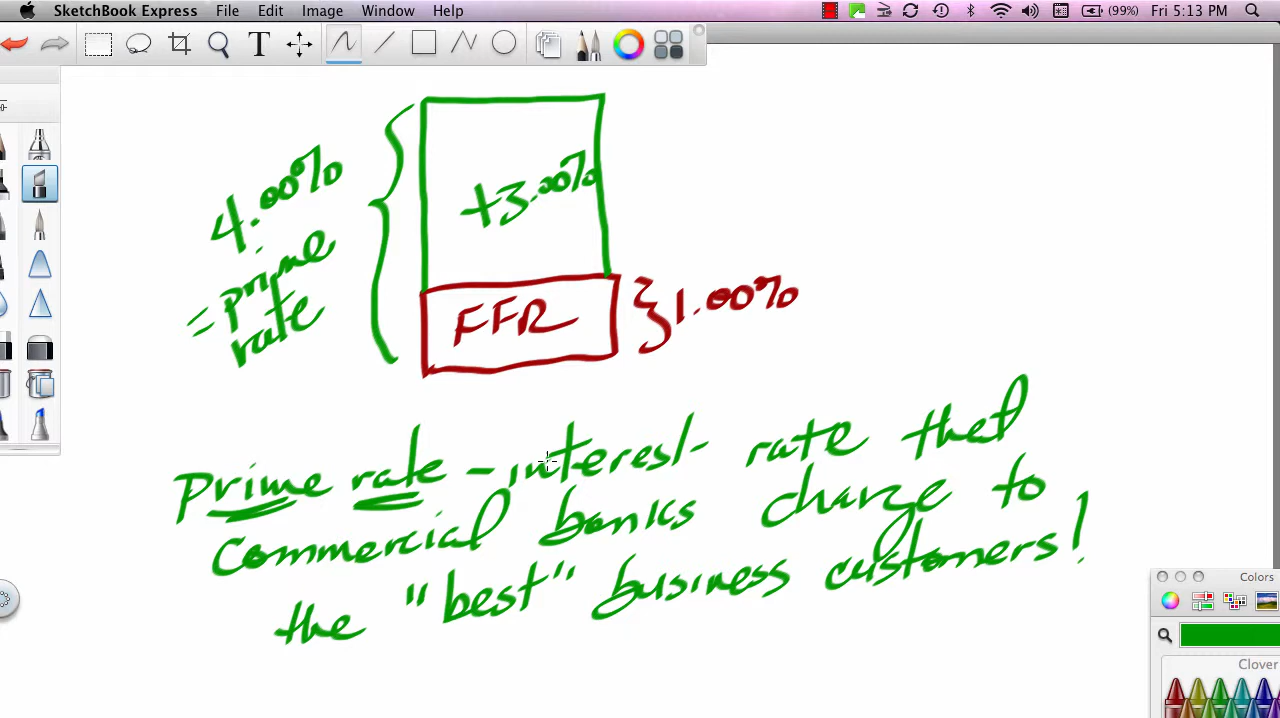 SketchBook Express File Edit Image Window Help (99%) Fri 5:13 PM
T
4.00%
= prime
rate
+3.00%
FFR
1.00%
Prime rate - interest rate that
Commercial banks charge to
the "best" business customers!
Colors
Clover